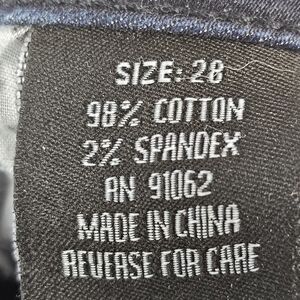 SIZE: 28
98% COTTON
2% SPANDEX
RN 91062
MADE IN CHINA
REVERSE FOR CARE